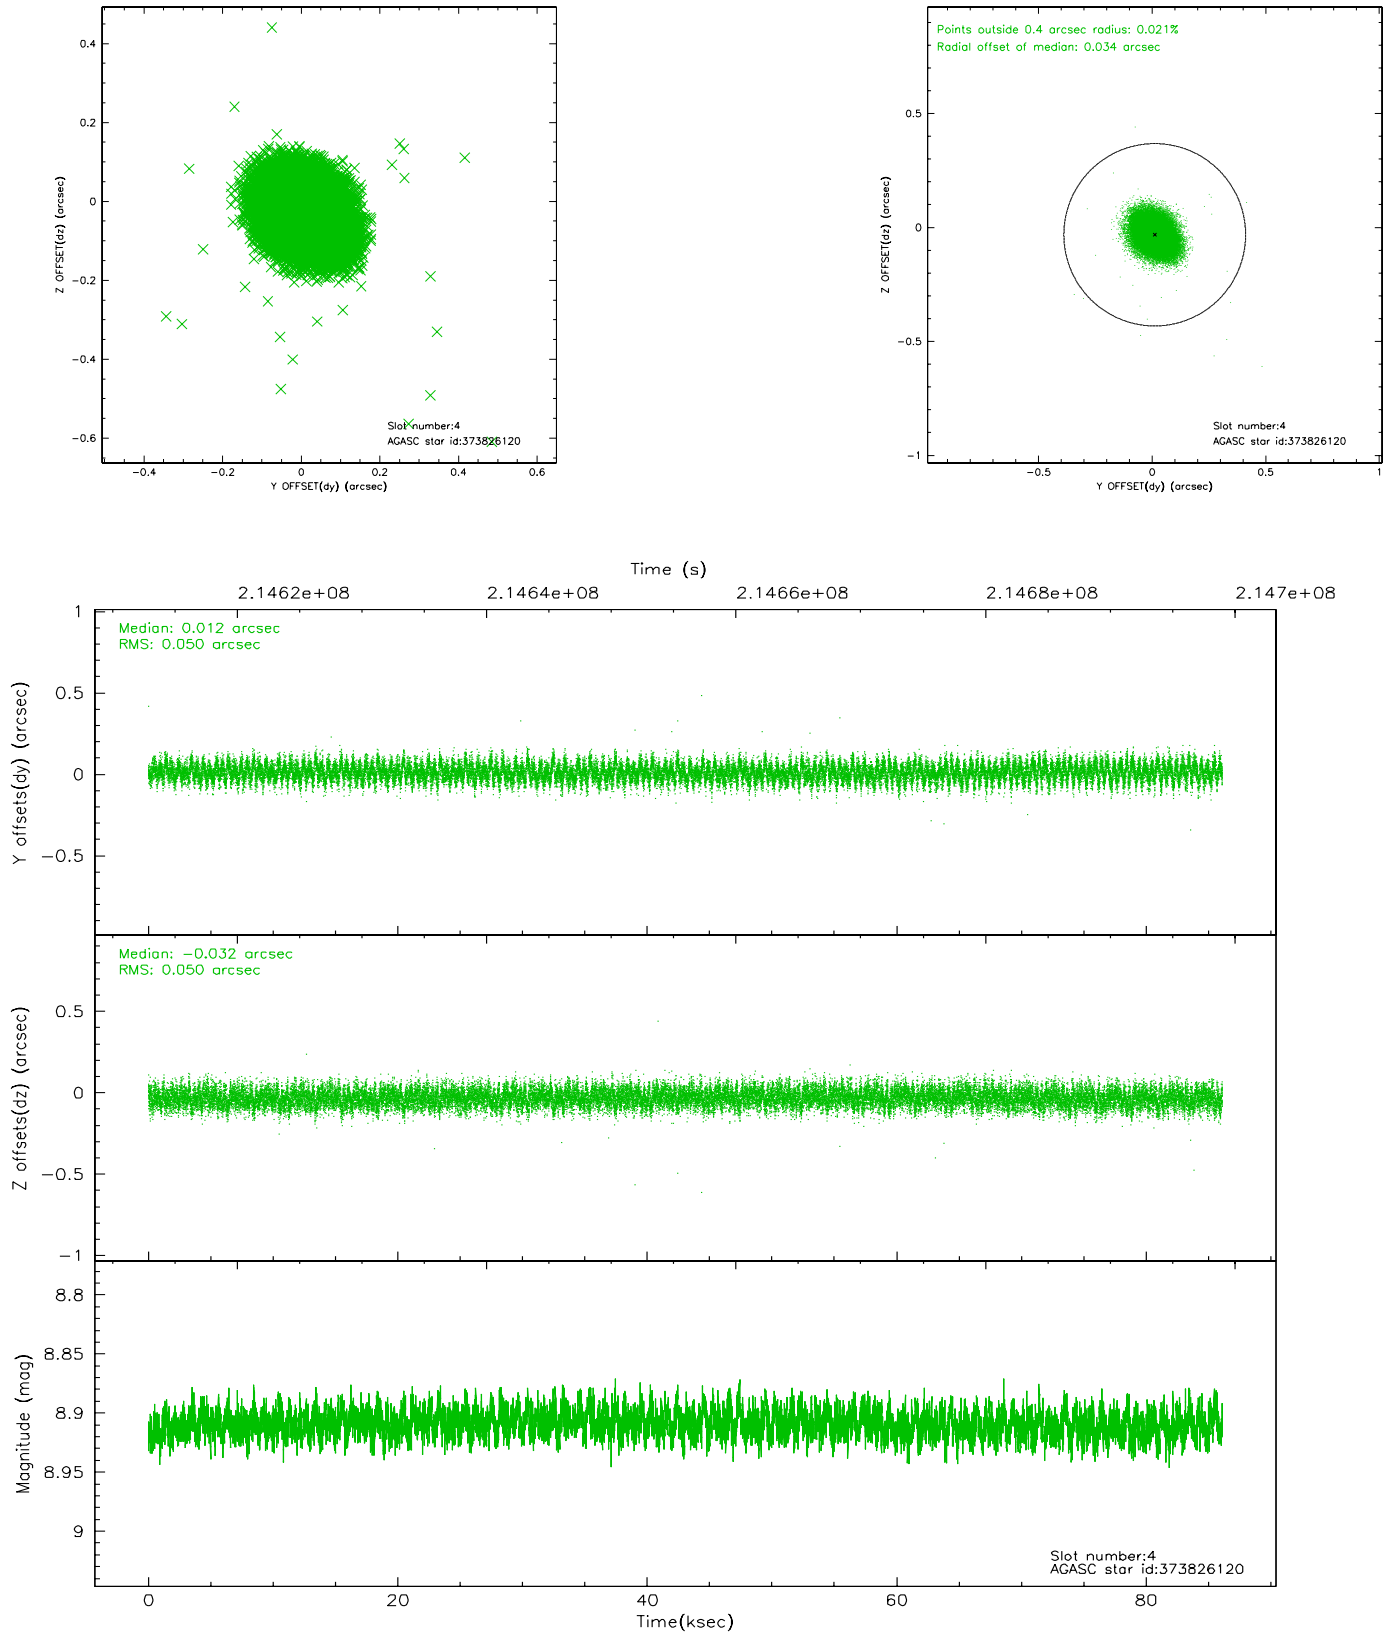 0.4
0.2
0
−0.2
−0.4
−0.6
Z OFFSET(dz) (arcsec)
Slot number:4
AGASC star id:373826120
−0.4 −0.2 0 0.2 0.4 0.6
Y OFFSET(dy) (arcsec)
Points outside 0.4 arcsec radius: 0.021%
Radial offset of median: 0.034 arcsec
0.5
0
−0.5
−1
Z OFFSET(dz) (arcsec)
Slot number:4
AGASC star id:373826120
−0.5 0 0.5 1
Y OFFSET(dy) (arcsec)
Time (s)
2.1462e+08 2.1464e+08 2.1466e+08 2.1468e+08 2.147e+08
Median: 0.012 arcsec
RMS: 0.050 arcsec
1
0.5
0
−0.5
Y offsets(dy) (arcsec)
Median: −0.032 arcsec
RMS: 0.050 arcsec
0.5
0
−0.5
−1
Z offsets(dz) (arcsec)
8.8
8.85
8.9
8.95
9
Magnitude (mag)
Slot number:4
AGASC star id:373826120
0 20 40 60 80
Time(ksec)